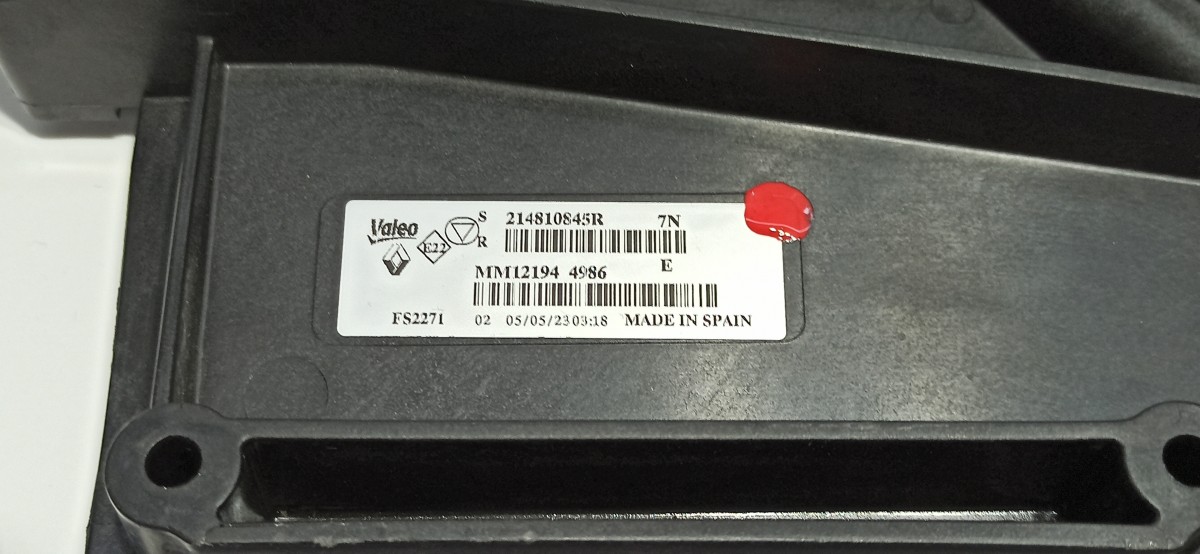 Valeo
E22
S
R
214810845R 7N
E
MM12194 4986
FS2271 02 05/05/23 03:18 MADE IN SPAIN